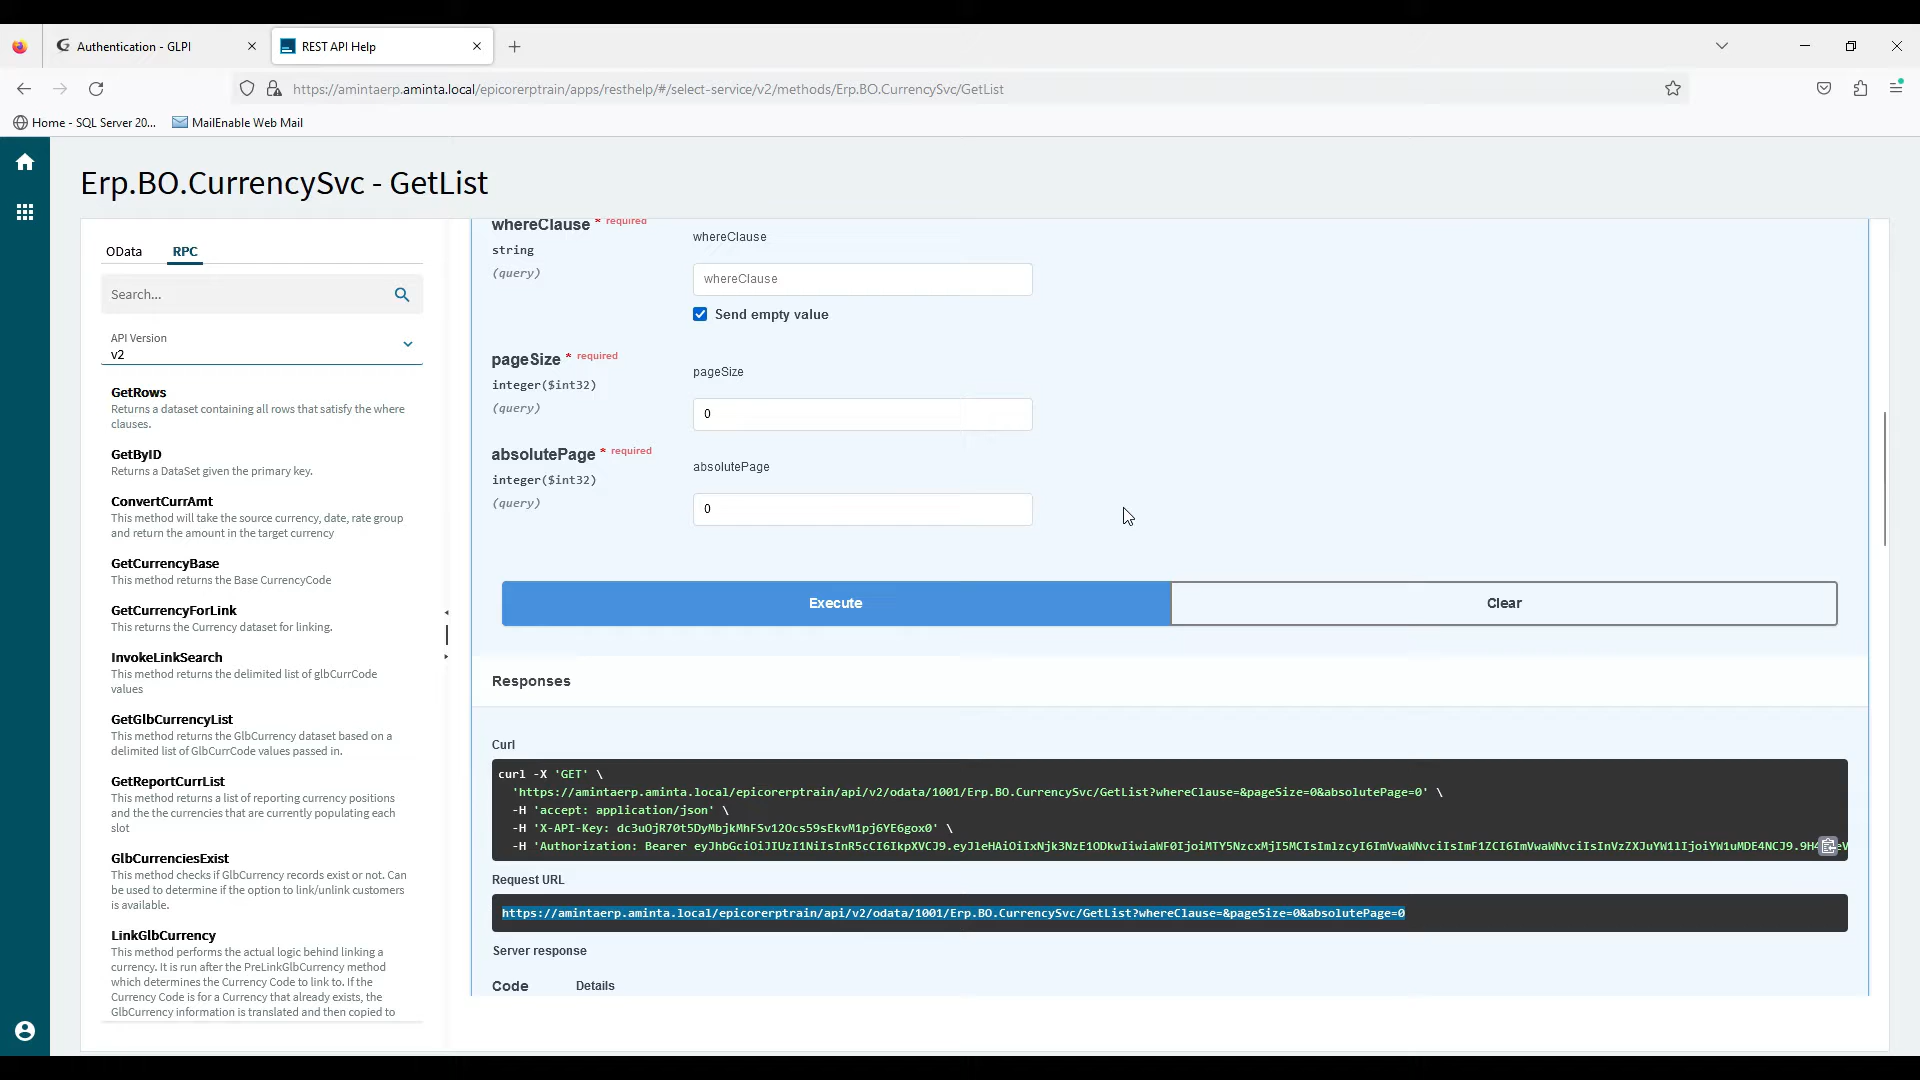 Authentication - GLPI
REST API Help
https://amintaerp.aminta.local/epicorerptrain/apps/resthelp/#/select-service/v2/methods/Erp.BO.CurrencySvc/GetList
Home - SQL Server 20...
MailEnable Web Mail
Erp.BO.CurrencySvc - GetList
OData
RPC
Search...
API Version
v2
GetRows
Returns a dataset containing all rows that satisfy the where
clauses.
GetByID
Returns a DataSet given the primary key.
ConvertCurrAmt
This method will take the source currency, date, rate group
and return the amount in the target currency
GetCurrencyBase
This method returns the Base CurrencyCode
GetCurrencyForLink
This returns the Currency dataset for linking.
InvokeLinkSearch
This method returns the delimited list of glbCurrCode
values
GetGlbCurrencyList
This method returns the GlbCurrency dataset based on a
delimited list of GlbCurrCode values passed in.
GetReportCurrList
This method returns a list of reporting currency positions
and the the currencies that are currently populating each
slot
GlbCurrenciesExist
This method checks if GlbCurrency records exist or not. Can
be used to determine if the option to link/unlink customers
is available.
LinkGlbCurrency
This method performs the actual logic behind linking a
currency. It is run after the PreLinkGlbCurrency method
which determines the Currency Code to link to. If the
Currency Code is for a Currency that already exists, the
GlbCurrency information is translated and then copied to
whereClause * required
string
(query)
whereClause
whereClause
Send empty value
pageSize * required
integer($int32)
(query)
pageSize
0
absolutePage * required
integer($int32)
(query)
absolutePage
0
Execute
Clear
Responses
Curl
curl -X 'GET' \
'https://amintaerp.aminta.local/epicorerptrain/api/v2/odata/1001/Erp.BO.CurrencySvc/GetList?whereClause=&pageSize=0&absolutePage=0' \
-H 'accept: application/json' \
-H 'X-API-Key: dc3uOjR70t5DyMbjkMhFSv12Ocs59sEkvM1pj6YE6gox0' \
-H 'Authorization: Bearer
Request URL
https://amintaerp.aminta.local/epicorerptrain/api/v2/odata/1001/Erp.BO.CurrencySvc/GetList?whereClause=&pageSize=0&absolutePage=0
Server response
Code
Details